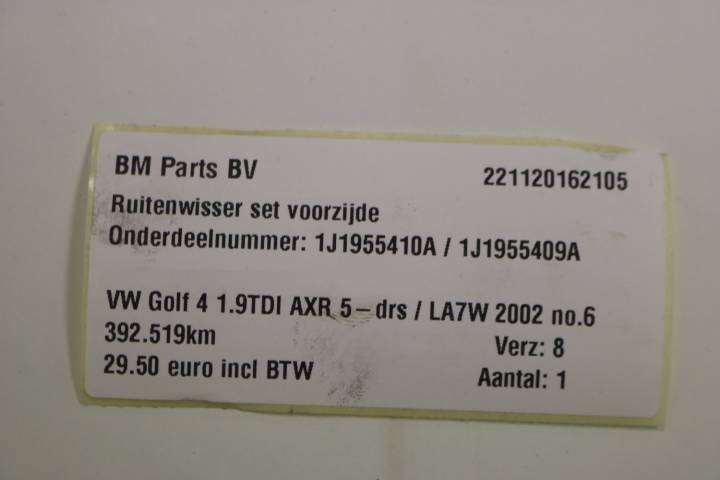 BM Parts BV 221120162105
Ruitenwisser set voorzijde
Onderdeelnummer: 1J1955410A / 1J1955409A
VW Golf 4 1.9TDI AXR 5-drs / LA7W 2002 no.6
392.519km Verz: 8
29.50 euro incl BTW Aantal: 1